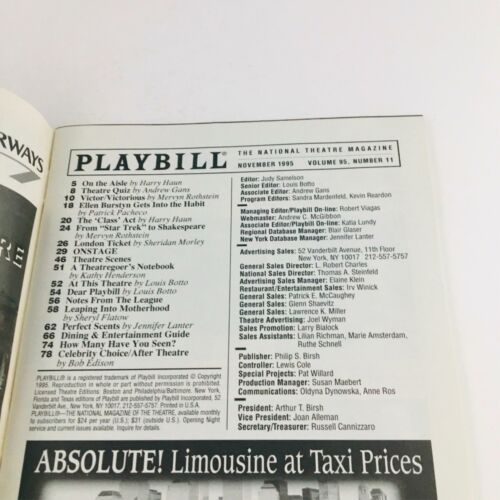 RWAYS
PLAYBILL®
THE NATIONAL THEATRE MAGAZINE
NOVEMBER 1995 VOLUME 95, NUMBER 11
5 On the Aisle by Harry Haun
8 Theatre Quiz by Andrew Gans
10 Victor/Victorious by Mervyn Rothstein
18 Ellen Burstyn Gets Into the Habit
by Patrick Pacheco
20 The 'Class' Act by Harry Haun
24 From "Star Trek" to Shakespeare
by Mervyn Rothstein
26 London Ticket by Sheridan Morley
29 ONSTAGE
46 Theatre Scenes
51 A Theatregoer's Notebook
by Kathy Henderson
52 At This Theatre by Louis Botto
54 Dear Playbill by Louis Botto
56 Notes From The League
58 Leaping Into Motherhood
by Sheryl Flatow
62 Perfect Scents by Jennifer Lanter
66 Dining & Entertainment Guide
74 How Many Have You Seen?
78 Celebrity Choice/After Theatre
by Bob Edison
PLAYBILL® is a registered trademark of Playbill Incorporated © Copyright
1995. Reproduction in whole or part without permission is prohibited.
Licensed Theatre Editions: Boston and Philadelphia/Baltimore. New York,
Florida and Texas editions of Playbill are published by Playbill Incorporated, 52
Vanderbilt Ave., New York, NY 10017. 212-557-5757. Printed in U.S.A.
PLAYBILL®—THE NATIONAL MAGAZINE OF THE THEATRE, available monthly
to subscribers for $24 per year (U.S.); $31 (outside U.S.). Opening Night
service and current issues available. Inquire for details.
Editor: Judy Samelson
Senior Editor: Louis Botto
Associate Editor: Andrew Gans
Program Editors: Sandra Mardenfeld, Kevin Reardon
Managing Editor/Playbill On-line: Robert Viagas
Webmaster: Andrew C. McGibbon
Associate Editor/Playbill On-line: Katia Lundy
Regional Database Manager: Blair Glaser
New York Database Manager: Jennifer Lanter
Advertising Sales: 52 Vanderbilt Avenue, 11th Floor
New York, NY 10017 212-557-5757
General Sales Director: L. Robert Charles
National Sales Director: Thomas A. Steinfeld
Advertising Sales Manager: Elaine Klein
Restaurant/Entertainment Sales: Irv Winick
General Sales: Patrick E. McCaughey
General Sales: Glenn Shaevitz
General Sales: Lawrence K. Miller
Theatre Advertising: Joel Wyman
Sales Promotion: Larry Bialock
Sales Assistants: Lilian Richman, Marie Amsterdam,
Ruthe Schnell
Publisher: Philip S. Birsh
Controller: Lewis Cole
Special Projects: Pat Willard
Production Manager: Susan Maebert
Communications: Oldyna Dynowska, Anne Ros
President: Arthur T. Birsh
Vice President: Joan Alleman
Secretary/Treasurer: Russell Cannizzaro
ABSOLUTE! Limousine at Taxi Prices